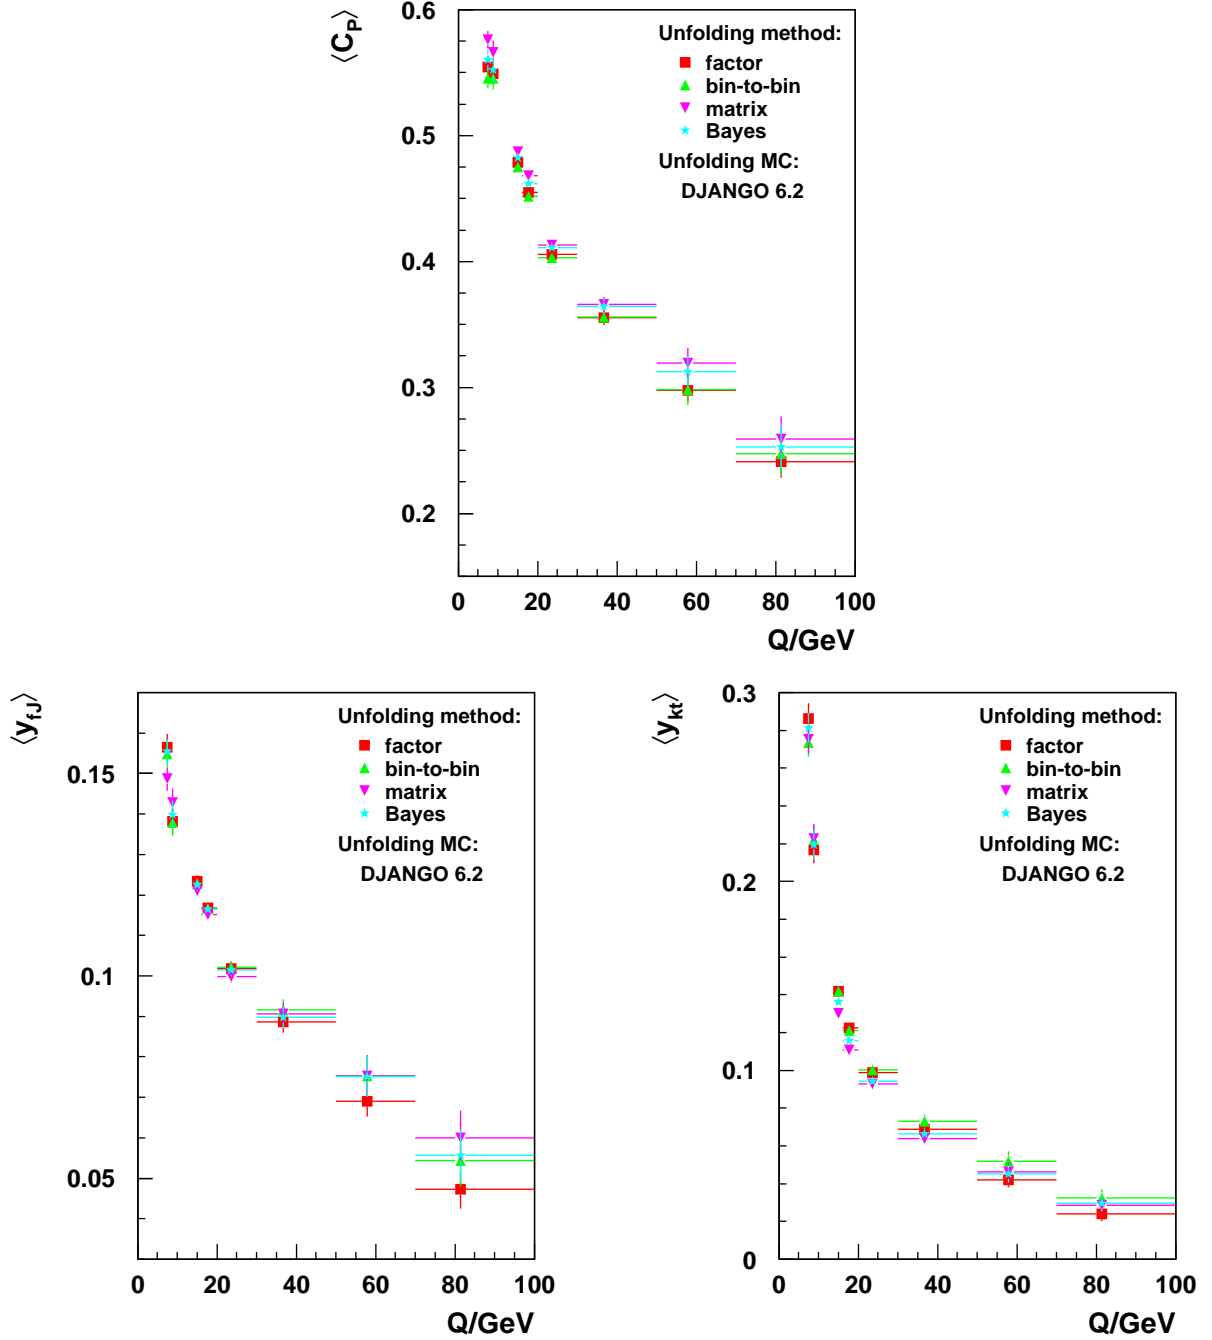 ⟨C_P⟩
0.6
0.5
0.4
0.3
0.2
Unfolding method:
factor
bin-to-bin
matrix
Bayes
Unfolding MC:
DJANGO 6.2
0 20 40 60 80 100
Q/GeV
⟨y_fJ⟩
0.15
0.1
0.05
Unfolding method:
factor
bin-to-bin
matrix
Bayes
Unfolding MC:
DJANGO 6.2
0 20 40 60 80 100
Q/GeV
⟨y_kt⟩
0.3
0.2
0.1
0
Unfolding method:
factor
bin-to-bin
matrix
Bayes
Unfolding MC:
DJANGO 6.2
0 20 40 60 80 100
Q/GeV